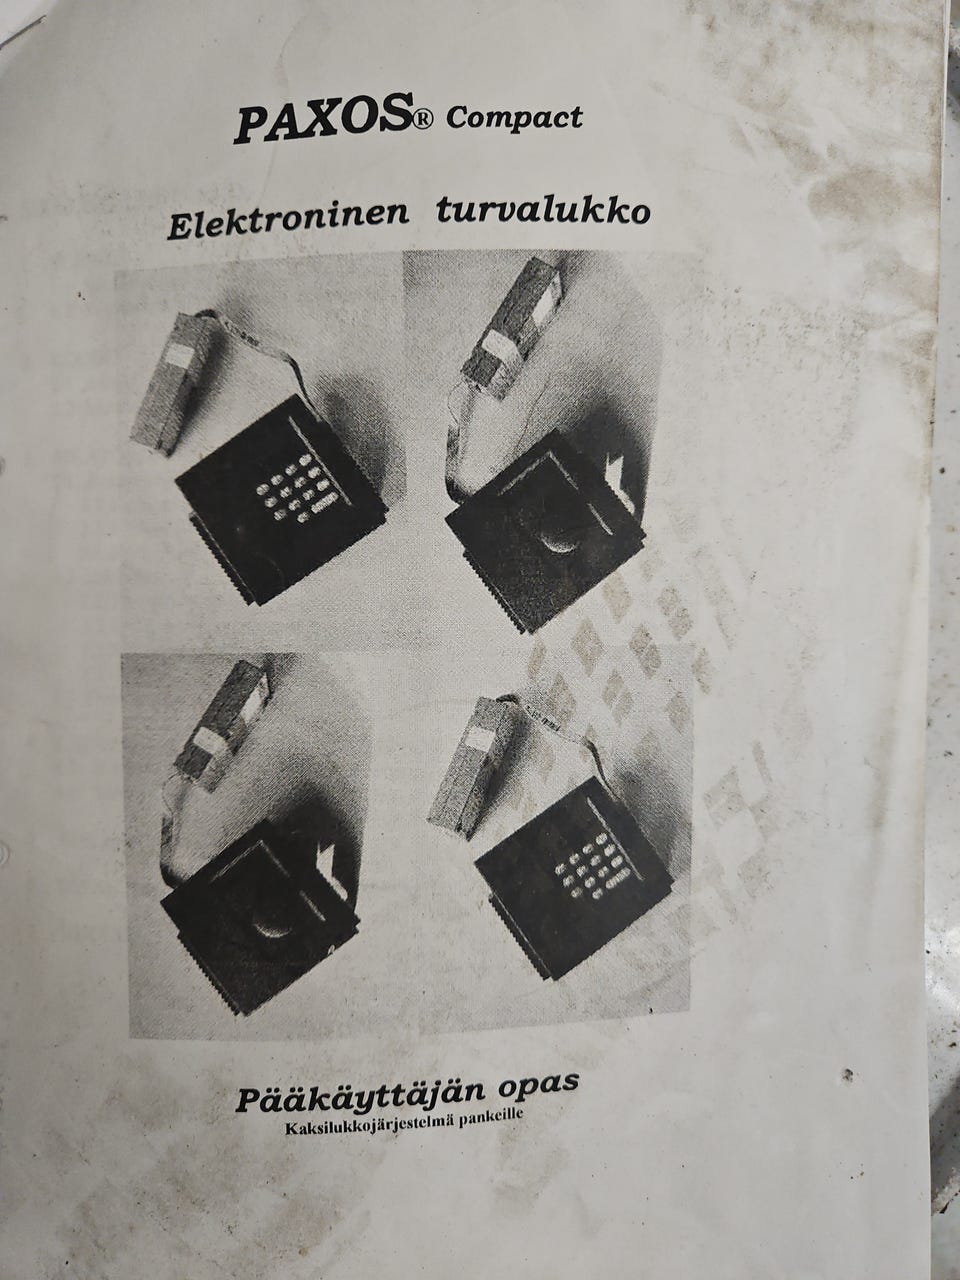 PAXOS® Compact
Elektroninen turvalukko
Pääkäyttäjän opas
Kaksilukkojärjestelmä pankeille